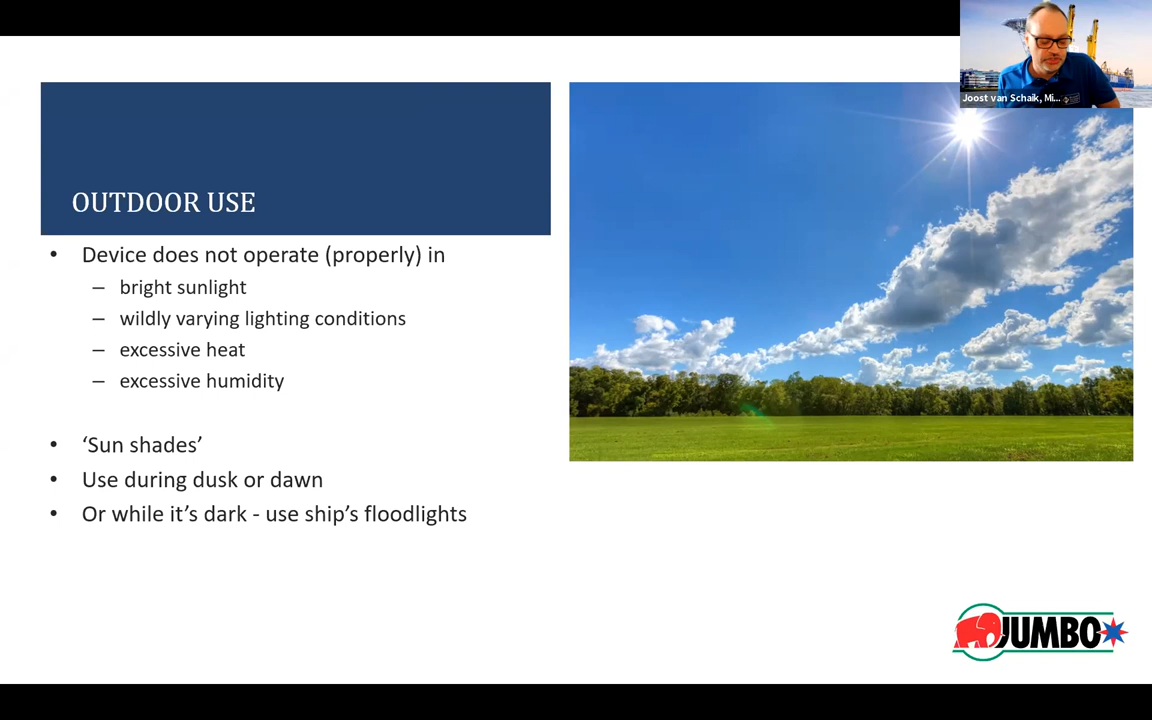 Joost van Schaik, Mi...
OUTDOOR USE
• Device does not operate (properly) in
– bright sunlight
– wildly varying lighting conditions
– excessive heat
– excessive humidity
• ‘Sun shades’
• Use during dusk or dawn
• Or while it’s dark - use ship’s floodlights
JUMBO